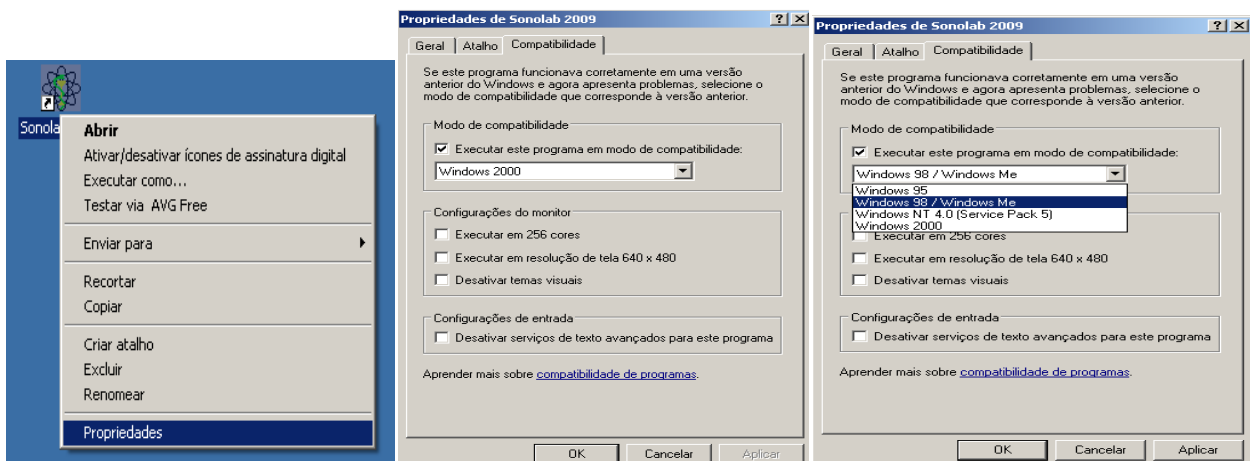 Sonola
Abrir
Ativar/desativar ícones de assinatura digital
Executar como...
Testar via AVG Free
Enviar para
Recortar
Copiar
Criar atalho
Excluir
Renomear
Propriedades
Propriedades de Sonolab 2009
Geral
Atalho
Compatibilidade
Se este programa funcionava corretamente em uma versão
anterior do Windows e agora apresenta problemas, selecione o
modo de compatibilidade que corresponde à versão anterior.
Modo de compatibilidade
Executar este programa em modo de compatibilidade:
Windows 2000
Configurações do monitor
Executar em 256 cores
Executar em resolução de tela 640 x 480
Desativar temas visuais
Configurações de entrada
Desativar serviços de texto avançados para este programa
Aprender mais sobre compatibilidade de programas.
OK
Cancelar
Aplicar
Propriedades de Sonolab 2009
Geral
Atalho
Compatibilidade
Se este programa funcionava corretamente em uma versão
anterior do Windows e agora apresenta problemas, selecione o
modo de compatibilidade que corresponde à versão anterior.
Modo de compatibilidade
Executar este programa em modo de compatibilidade:
Windows 98 / Windows Me
Windows 95
Windows 98 / Windows Me
Windows NT 4.0 (Service Pack 5)
Windows 2000
Executar em 256 cores
Executar em resolução de tela 640 x 480
Desativar temas visuais
Configurações de entrada
Desativar serviços de texto avançados para este programa
Aprender mais sobre compatibilidade de programas.
OK
Cancelar
Aplicar